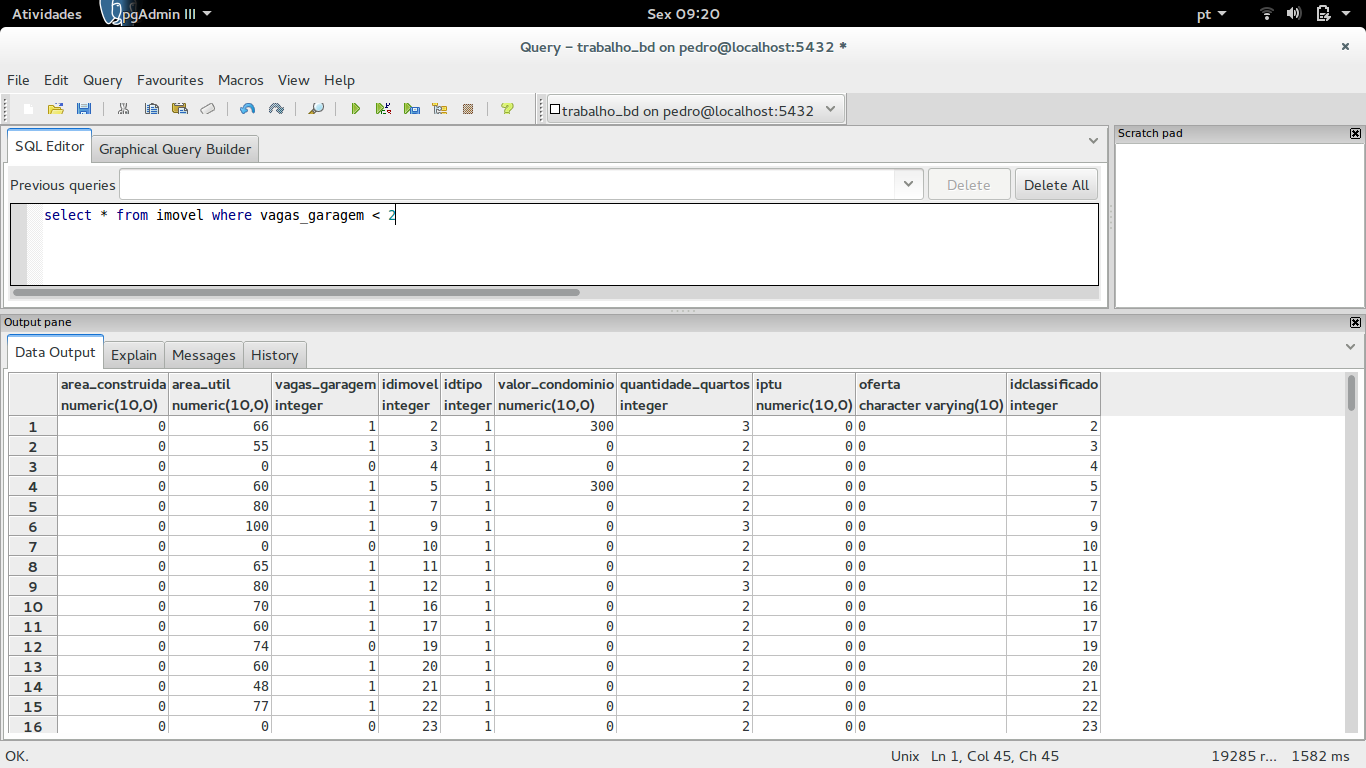 Atividades pgAdmin III Sex 09:20 pt
Query - trabalho_bd on pedro@localhost:5432 *
File Edit Query Favourites Macros View Help
trabalho_bd on pedro@localhost:5432
SQL Editor Graphical Query Builder
Scratch pad
Previous queries Delete Delete All
select * from imovel where vagas_garagem < 2
Output pane
Data Output Explain Messages History
area_construida area_util vagas_garagem idimovel idtipo valor_condominio quantidade_quartos iptu oferta idclassificado
numeric(10,0) numeric(10,0) integer integer integer numeric(10,0) integer numeric(10,0) character varying(10) integer
1 0 66 1 2 1 300 3 0 0 2
2 0 55 1 3 1 0 2 0 0 3
3 0 0 0 4 1 0 2 0 0 4
4 0 60 1 5 1 300 2 0 0 5
5 0 80 1 7 1 0 2 0 0 7
6 0 100 1 9 1 0 3 0 0 9
7 0 0 0 10 1 0 2 0 0 10
8 0 65 1 11 1 0 2 0 0 11
9 0 80 1 12 1 0 3 0 0 12
10 0 70 1 16 1 0 2 0 0 16
11 0 60 1 17 1 0 2 0 0 17
12 0 74 0 19 1 0 2 0 0 19
13 0 60 1 20 1 0 2 0 0 20
14 0 48 1 21 1 0 2 0 0 21
15 0 77 1 22 1 0 2 0 0 22
16 0 0 0 23 1 0 2 0 0 23
OK. Unix Ln 1, Col 45, Ch 45 19285 r... 1582 ms